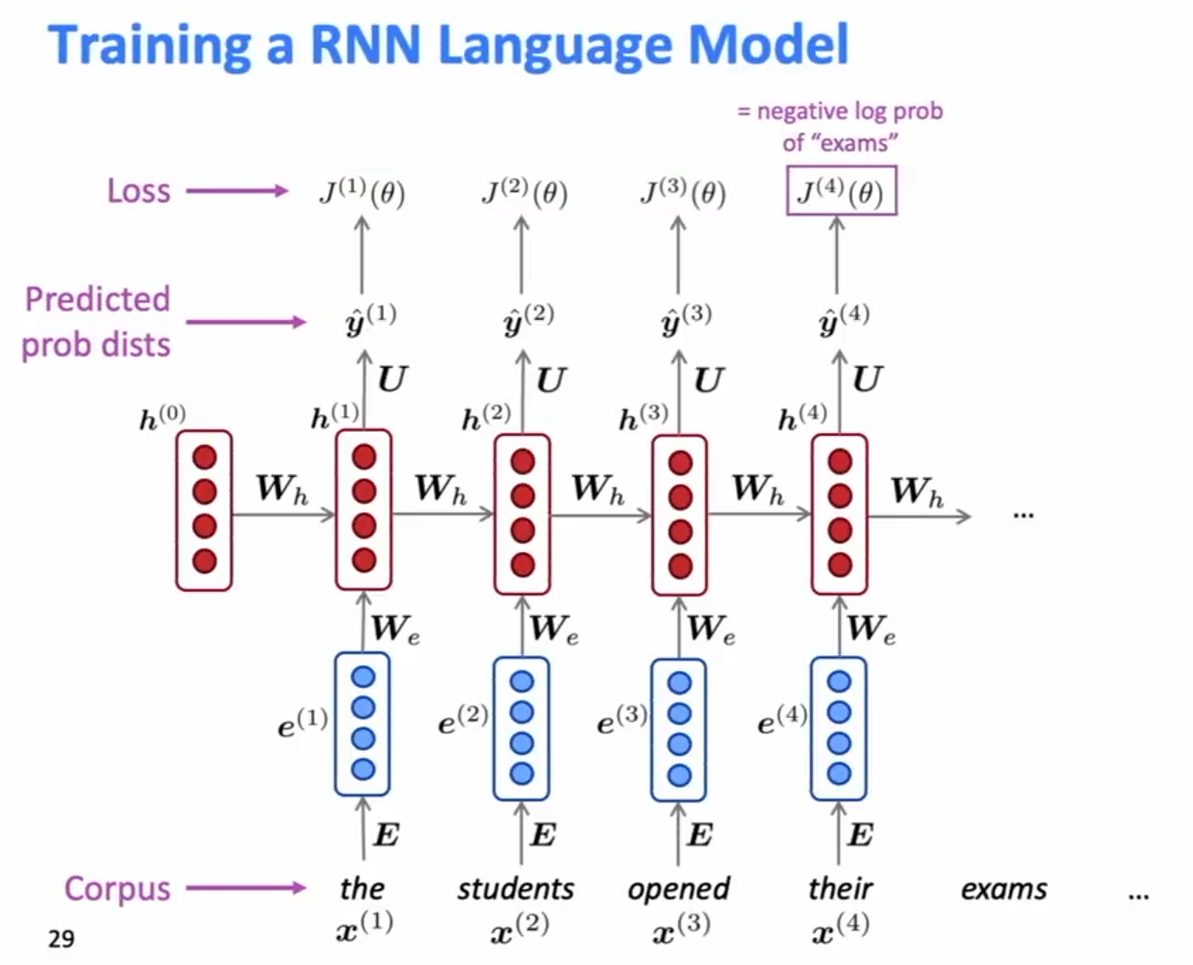 Training a RNN Language Model
= negative log prob
of “exams”
Loss J⁽¹⁾(θ) J⁽²⁾(θ) J⁽³⁾(θ) J⁽⁴⁾(θ)
Predicted
prob dists
ŷ⁽¹⁾ ŷ⁽²⁾ ŷ⁽³⁾ ŷ⁽⁴⁾
U U U U
h⁽⁰⁾ h⁽¹⁾ h⁽²⁾ h⁽³⁾ h⁽⁴⁾
Wₕ Wₕ Wₕ Wₕ Wₕ ...
Wₑ Wₑ Wₑ Wₑ
e⁽¹⁾ e⁽²⁾ e⁽³⁾ e⁽⁴⁾
E E E E
Corpus the students opened their exams ...
x⁽¹⁾ x⁽²⁾ x⁽³⁾ x⁽⁴⁾
29